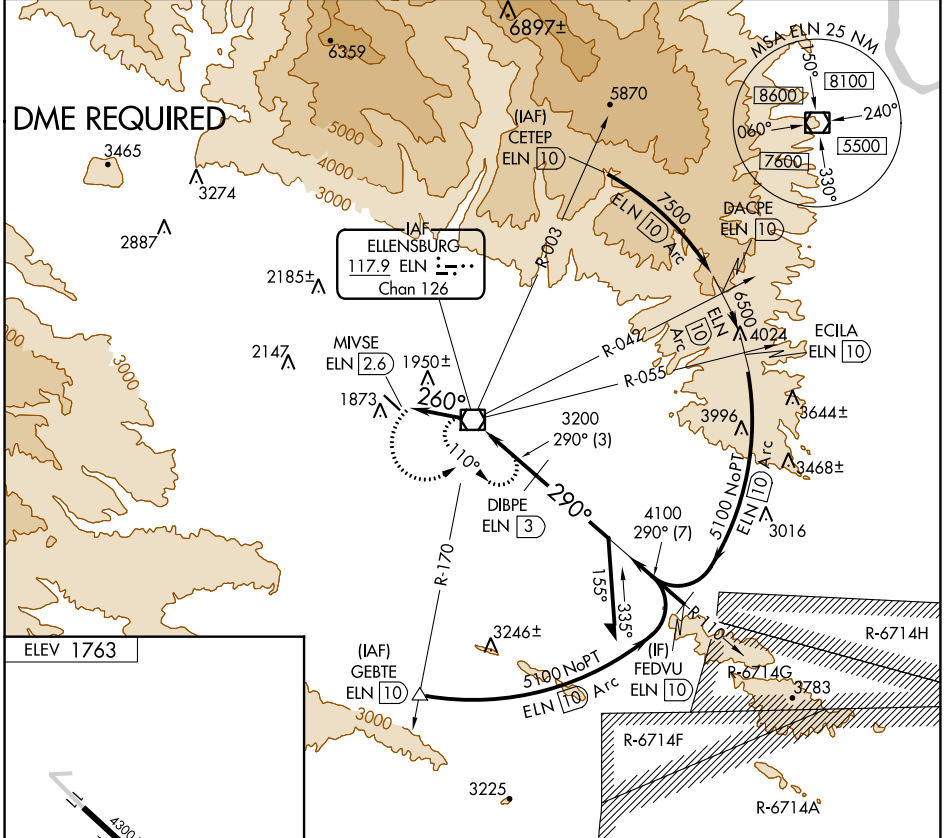 6897±
6359
MSA ELN 25 NM
150°
8100
8600
240°
060°
5500
7600
330°
DME REQUIRED
5870
(IAF)
CETEP
ELN 10
5000
4000
3000
3465
3274
2887
7500
ELN 10 Arc
DACPE
ELN 10
R-003
IAF
ELLENSBURG
117.9 ELN
Chan 126
2185±
6500
ELN 10 Arc
4024
ECILA
ELN 10
R-042
R-055
MIVSE
ELN 2.6
2147
1950±
1873
260°
3000
3200
290° (3)
3996
3644±
3468±
110°
DIBPE
ELN 3
290°
4100
290° (7)
5100 NoPT
ELN 10 Arc
3016
R-170
155°
335°
R-110
R-6714H
R-6714G
ELEV 1763
(IAF)
GEBTE
ELN 10
3246±
5100 NoPT
ELN 10 Arc
(IF)
FEDVU
ELN 10
3783
3000
R-6714F
3225
R-6714A
4300